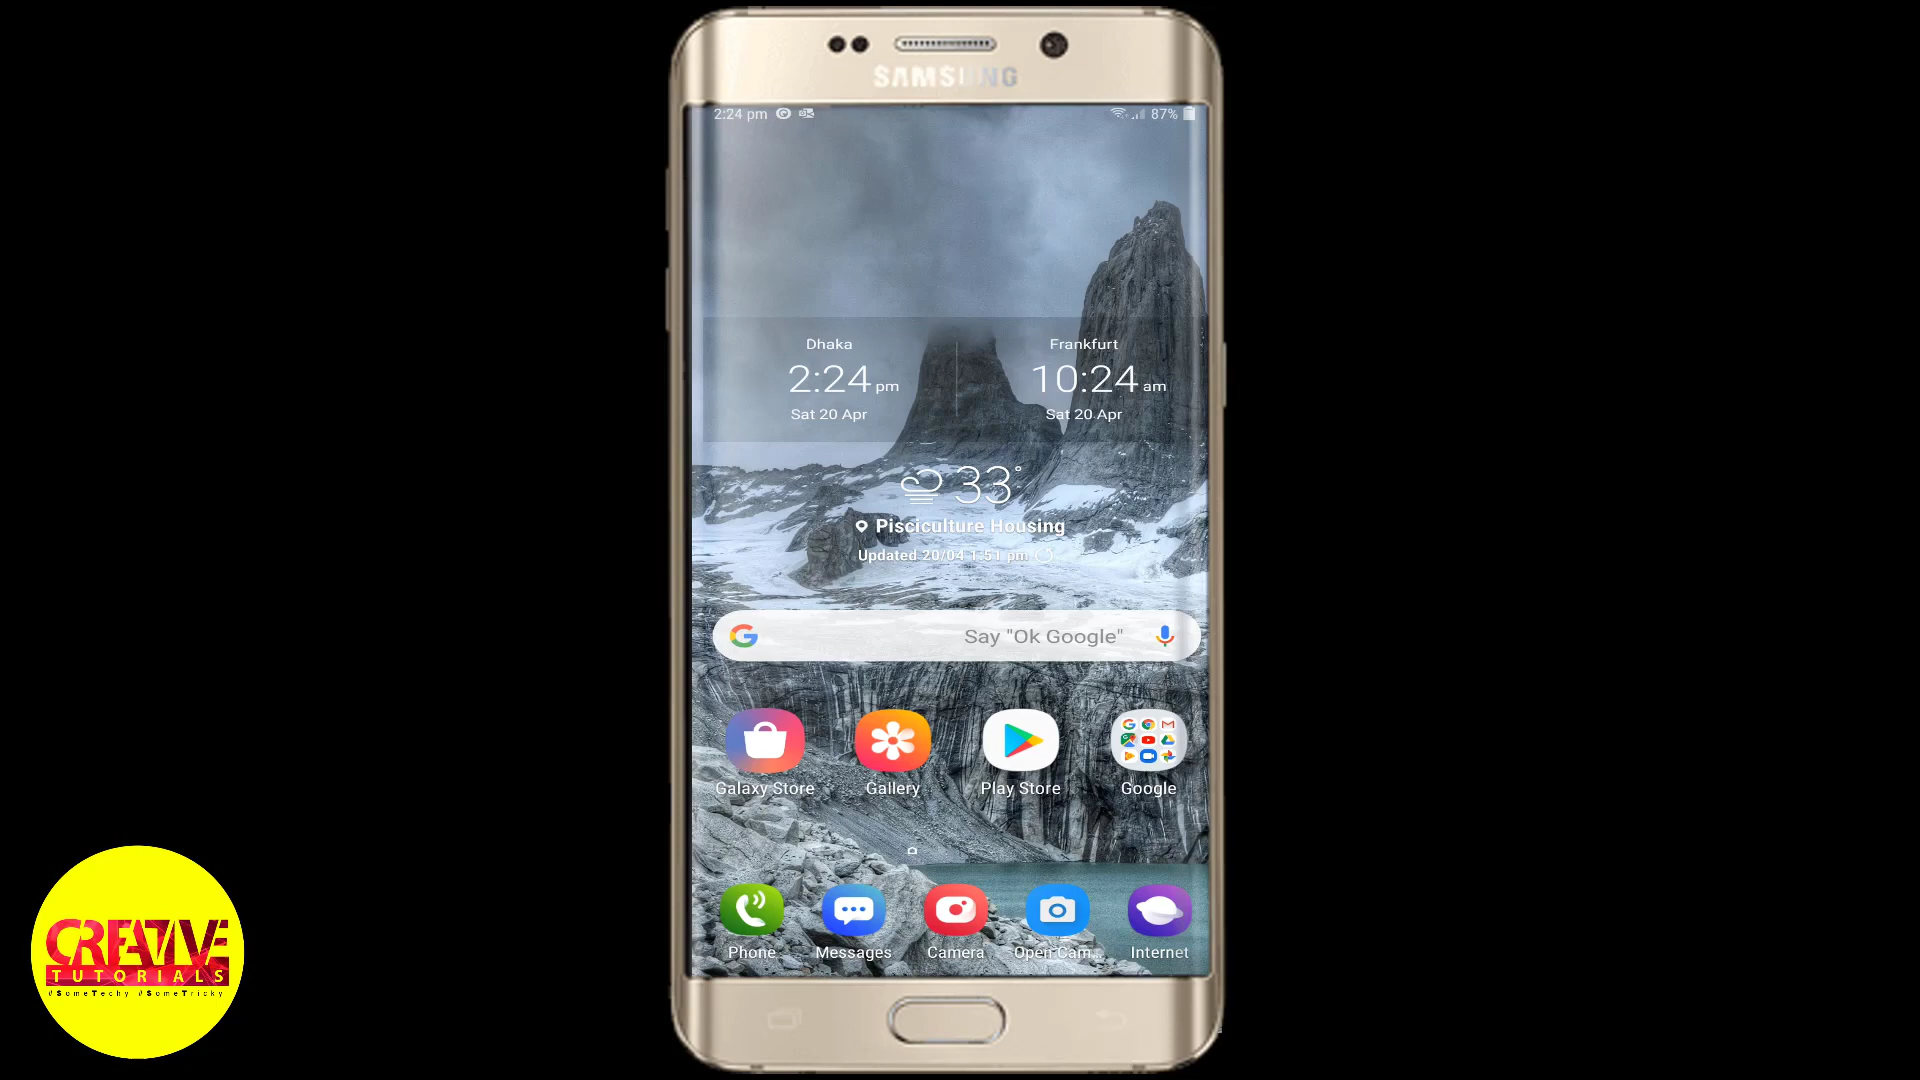 SAMSUNG
2:24 pm
87%
Dhaka
2:24 pm
Sat 20 Apr
Frankfurt
10:24 am
Sat 20 Apr
33°
Pisciculture Housing
Updated 20/04 1:51 pm
Say "Ok Google"
Galaxy Store
Gallery
Play Store
Google
Phone
Messages
Camera
Open Cam...
Internet
CREATIVE
TUTORIALS
#SomeTechy #SomeTricky